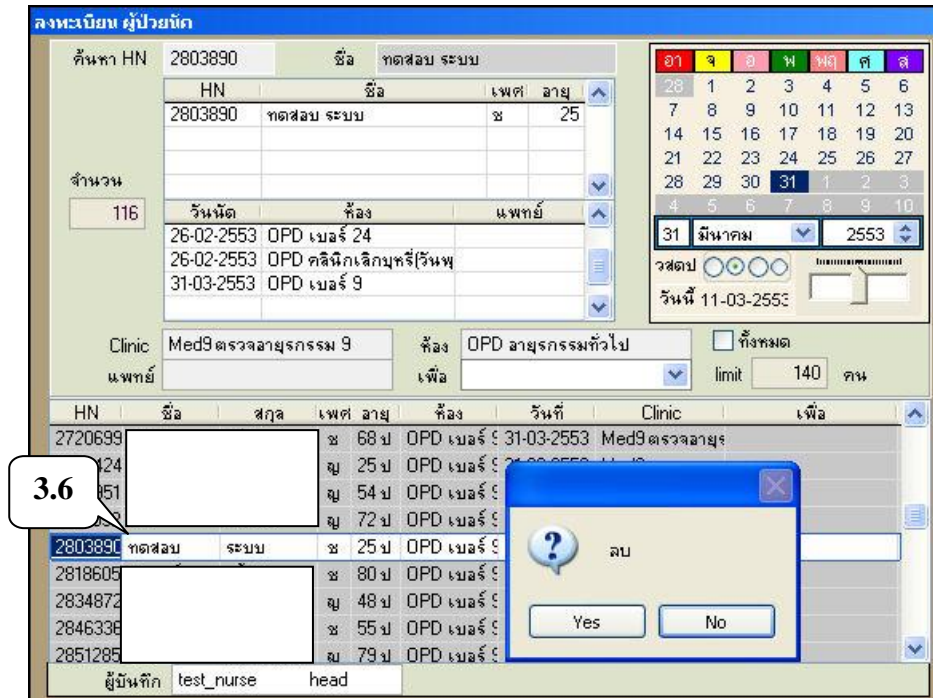 ลงทะเบียน ผู้ป่วยนัด
ค้นหา HN 2803890 ชื่อ ทดสอบ ระบบ
HN ชื่อ เพศ อายุ
2803890 ทดสอบ ระบบ ช 25
จำนวน
116
วันนัด ห้อง แพทย์
26-02-2553 OPD เบอร์ 24
26-02-2553 OPD คลินิกเลิกบุหรี่(วันพุ
31-03-2553 OPD เบอร์ 9
อา จ อ พ พฤ ศ ส
28 1 2 3 4 5 6
7 8 9 10 11 12 13
14 15 16 17 18 19 20
21 22 23 24 25 26 27
28 29 30 31 1 2 3
4 5 6 7 8 9 10
31 มีนาคม 2553
วสดป
วันนี้ 11-03-2553
Clinic Med9ตรวจอายุรกรรม 9 ห้อง OPD อายุรกรรมทั่วไป ทั้งหมด
แพทย์ เพื่อ limit 140 คน
HN ชื่อ สกุล เพศ อายุ ห้อง วันที่ Clinic เพื่อ
2720699 ช 68 ป OPD เบอร์ 9 31-03-2553 Med9ตรวจอายุร
424 ญ 25 ป OPD เบอร์ 9
3.6
951 ญ 54 ป OPD เบอร์ 9
ญ 72 ป OPD เบอร์ 9
2803890 ทดสอบ ระบบ ช 25 ป OPD เบอร์ 9
2818605 ช 80 ป OPD เบอร์ 9
2834872 ญ 48 ป OPD เบอร์ 9
2846336 ช 55 ป OPD เบอร์ 9
2851285 ญ 79 ป OPD เบอร์ 9
ลบ
Yes No
ผู้บันทึก test_nurse head